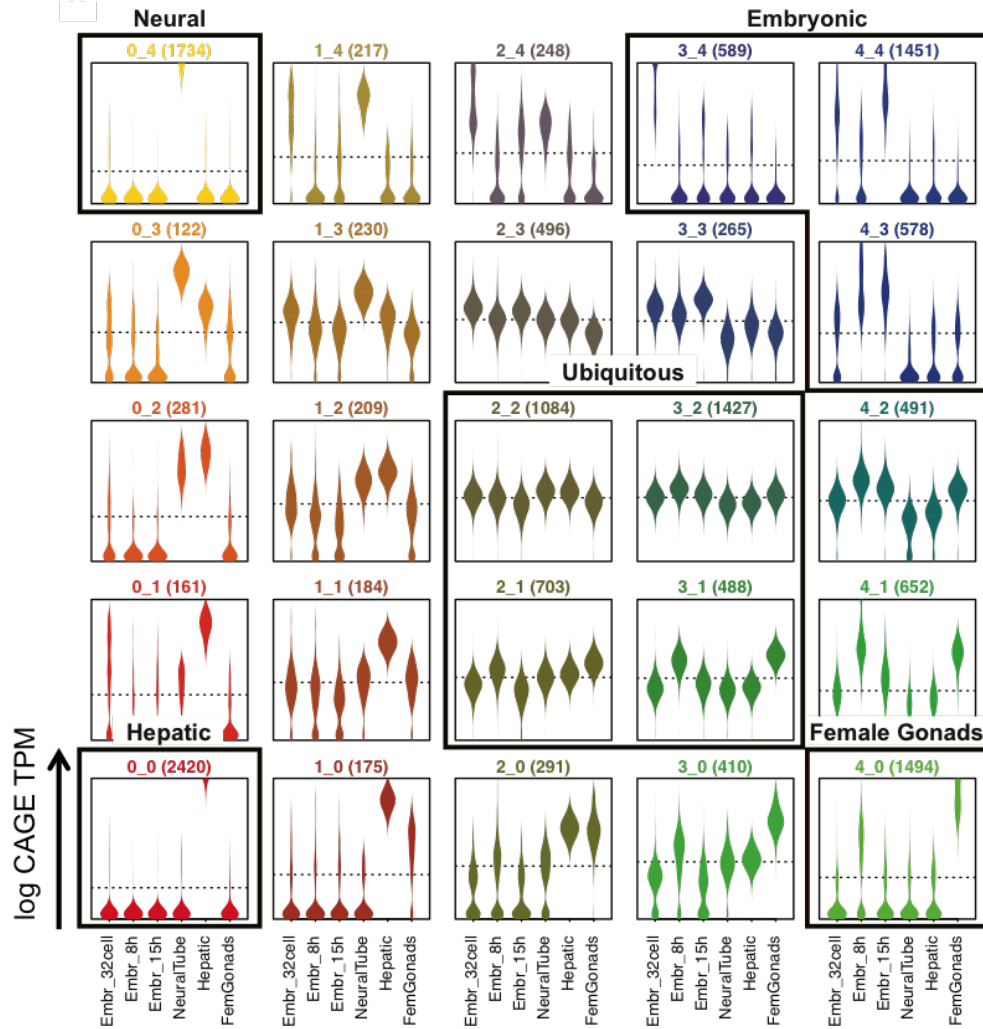 Neural
Embryonic
0_4 (1734)
1_4 (217)
2_4 (248)
3_4 (589)
4_4 (1451)
0_3 (122)
1_3 (230)
2_3 (496)
3_3 (265)
4_3 (578)
Ubiquitous
0_2 (281)
1_2 (209)
2_2 (1084)
3_2 (1427)
4_2 (491)
0_1 (161)
1_1 (184)
2_1 (703)
3_1 (488)
4_1 (652)
Hepatic
Female Gonads
0_0 (2420)
1_0 (175)
2_0 (291)
3_0 (410)
4_0 (1494)
log CAGE TPM
Embr_32cell
Embr_8h
Embr_15h
NeuralTube
Hepatic
FemGonads
Embr_32cell
Embr_8h
Embr_15h
NeuralTube
Hepatic
FemGonads
Embr_32cell
Embr_8h
Embr_15h
NeuralTube
Hepatic
FemGonads
Embr_32cell
Embr_8h
Embr_15h
NeuralTube
Hepatic
FemGonads
Embr_32cell
Embr_8h
Embr_15h
NeuralTube
Hepatic
FemGonads